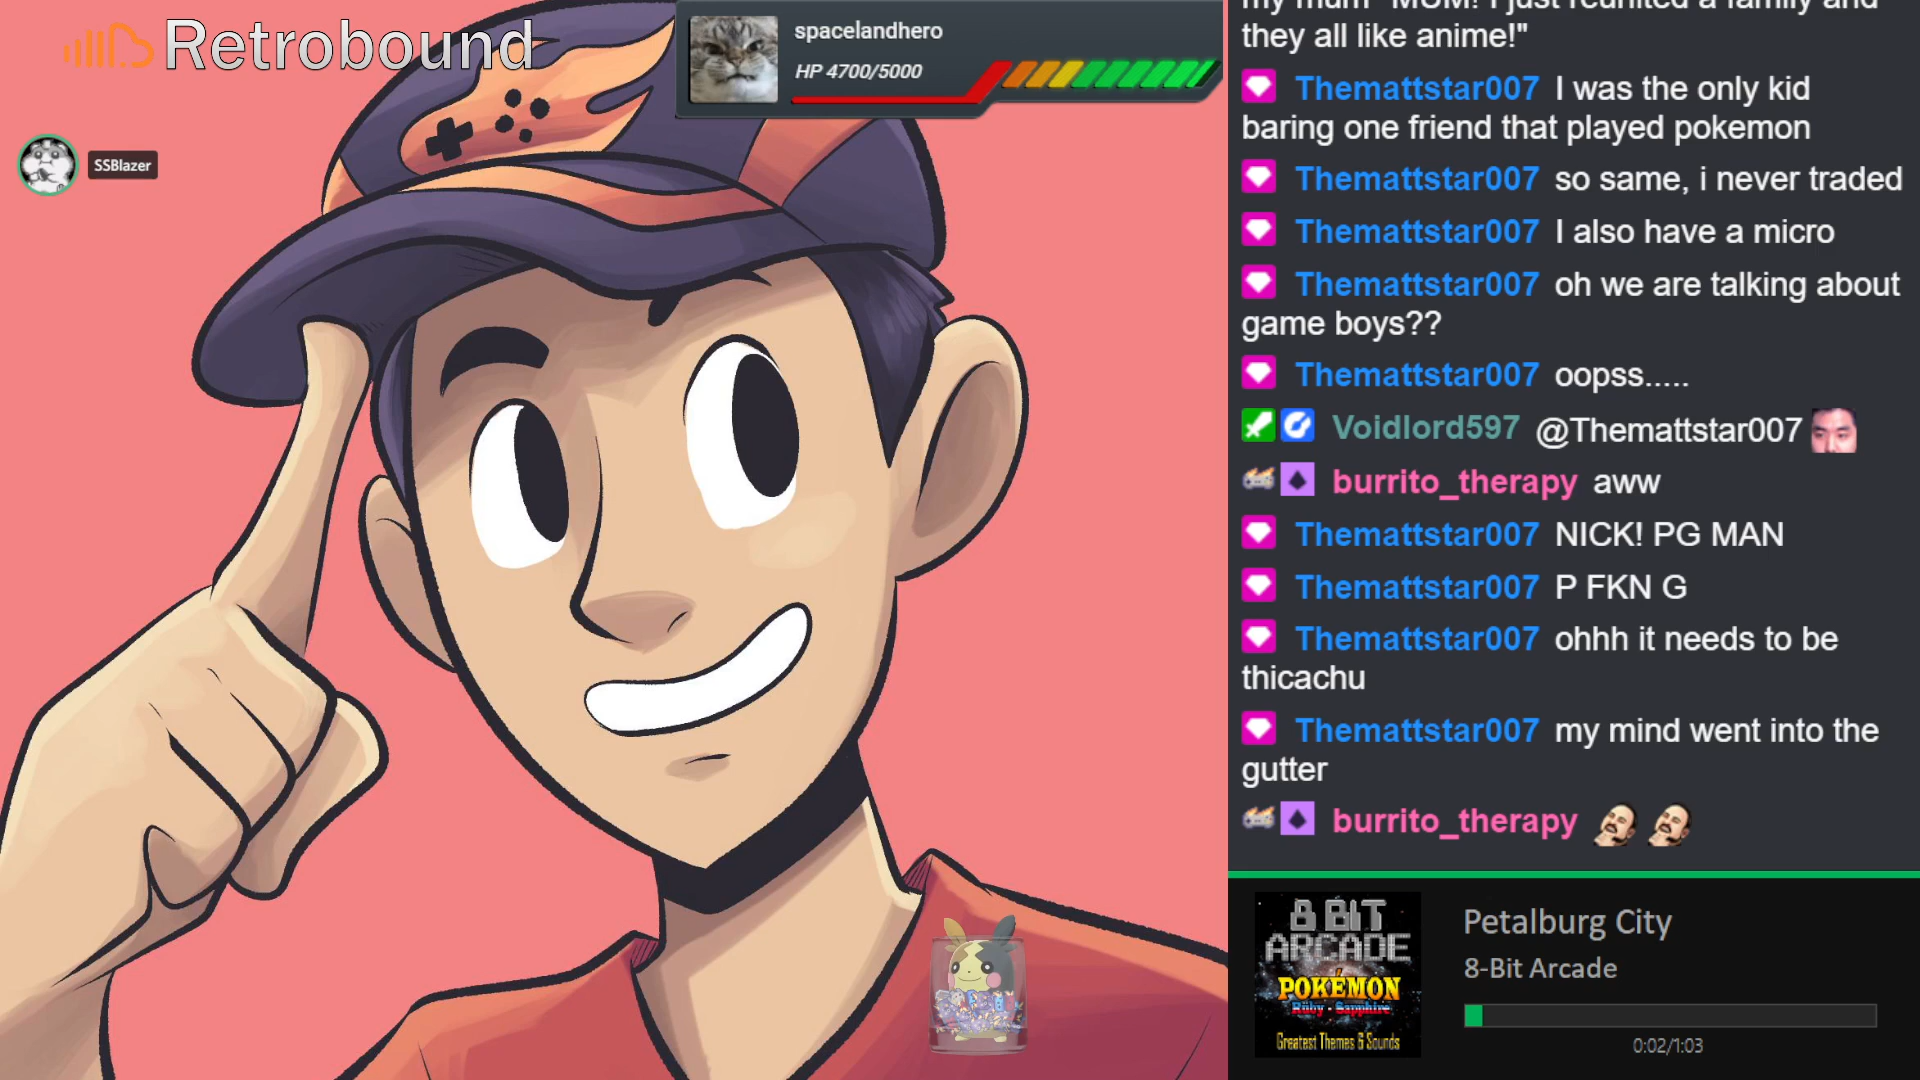 Retrobound
spacelandhero
HP 4700/5000
SSBlazer
they all like anime!"
Themattstar007 I was the only kid
baring one friend that played pokemon
Themattstar007 so same, i never traded
Themattstar007 I also have a micro
Themattstar007 oh we are talking about
game boys??
Themattstar007 oopss.....
Voidlord597 @Themattstar007
burrito_therapy aww
Themattstar007 NICK! PG MAN
Themattstar007 P FKN G
Themattstar007 ohhh it needs to be
thicachu
Themattstar007 my mind went into the
gutter
burrito_therapy
8 BIT
ARCADE
POKÉMON
Ruby - Sapphire
Greatest Themes & Sounds
Petalburg City
8-Bit Arcade
0:02/1:03